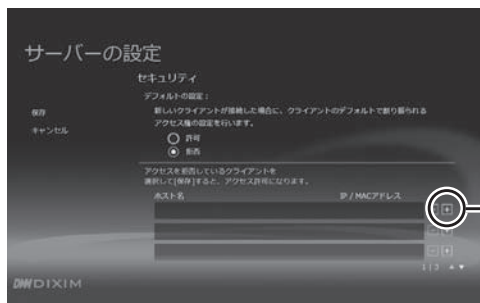 サーバーの設定
セキュリティ
デフォルトの設定：
新しいクライアントが接続した場合に、クライアントのデフォルトで割り振られる
アクセス権の設定を行います。
保存
キャンセル
許可
拒否
アクセスを拒否しているクライアントを
選択して[保存]すると、アクセス許可になります。
ホスト名 IP / MACアドレス
DiXiM